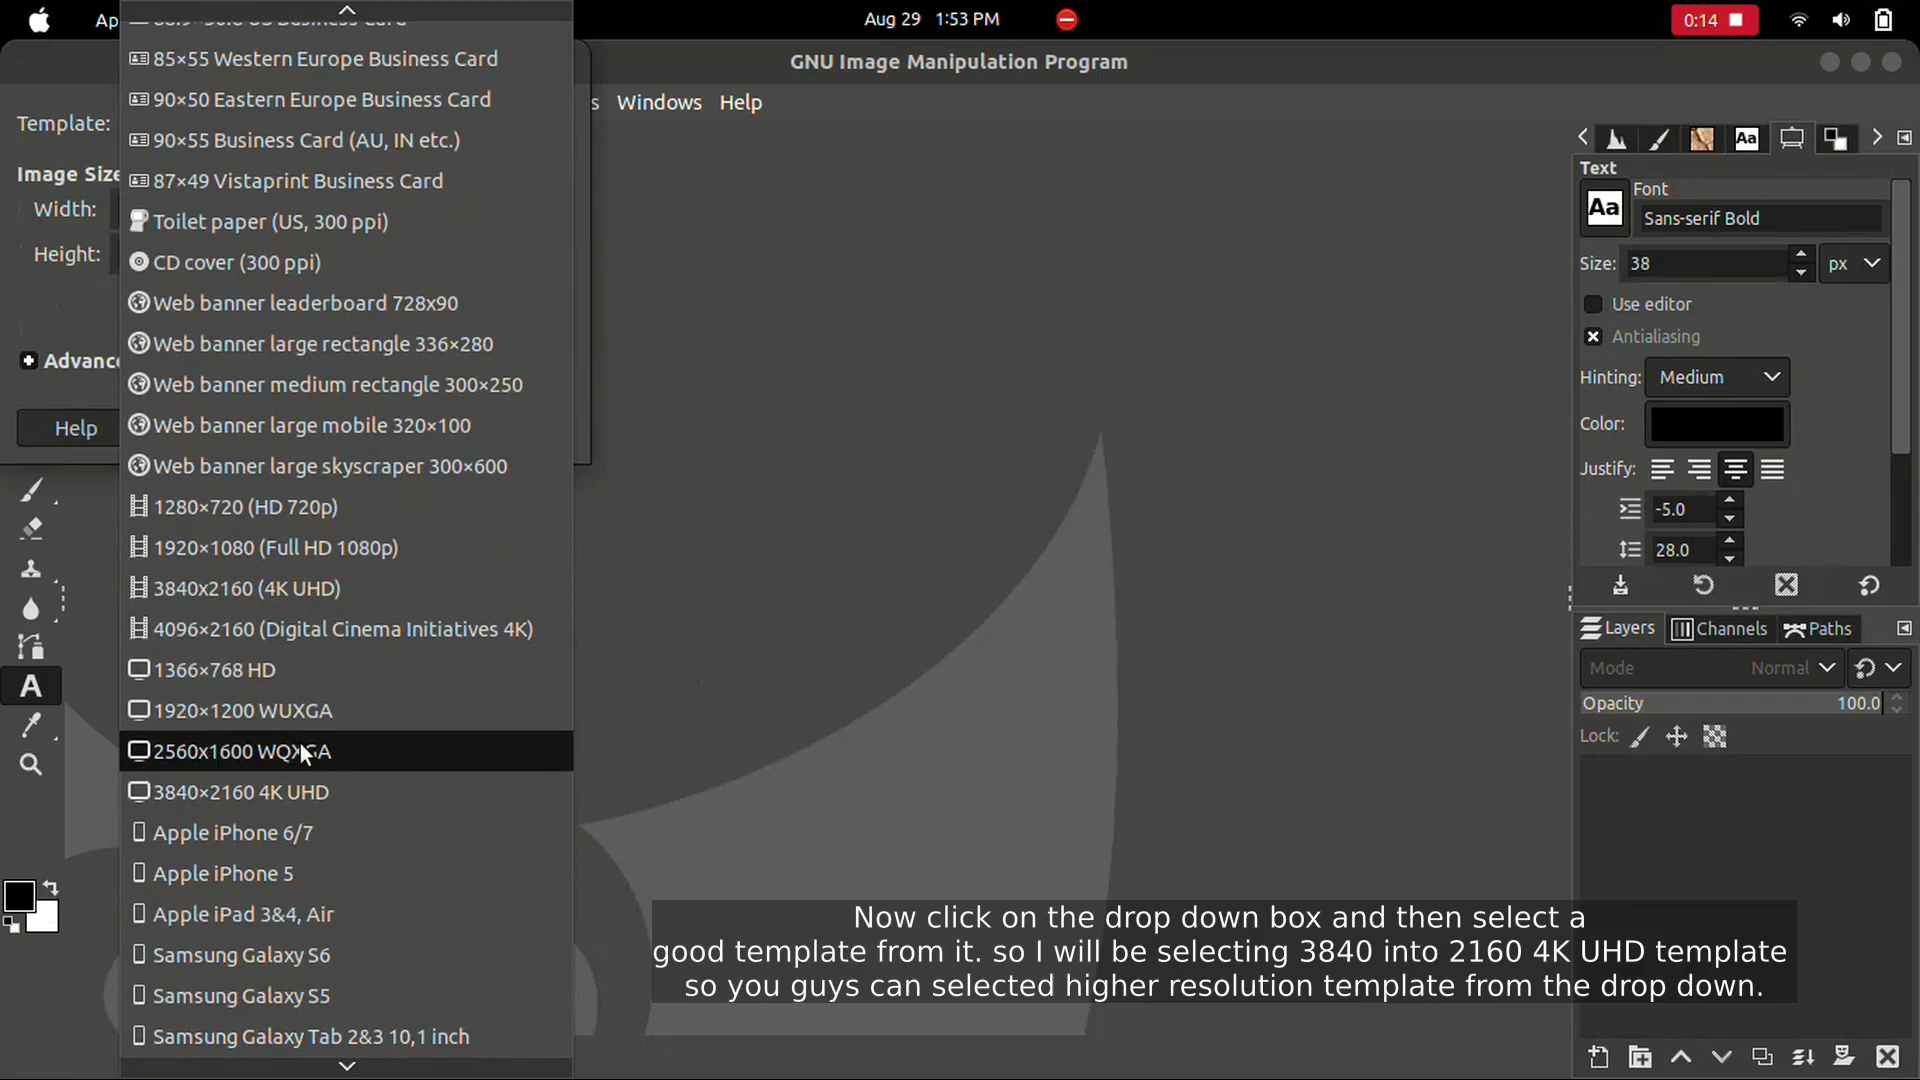 Ap
Aug 29 1:53 PM
0:14
GNU Image Manipulation Program
s Windows Help
Template:
Image Size
Width:
Height:
Advanc
Help
85×55 Western Europe Business Card
90×50 Eastern Europe Business Card
90×55 Business Card (AU, IN etc.)
87×49 Vistaprint Business Card
Toilet paper (US, 300 ppi)
CD cover (300 ppi)
Web banner leaderboard 728x90
Web banner large rectangle 336×280
Web banner medium rectangle 300×250
Web banner large mobile 320×100
Web banner large skyscraper 300×600
1280×720 (HD 720p)
1920×1080 (Full HD 1080p)
3840x2160 (4K UHD)
4096×2160 (Digital Cinema Initiatives 4K)
1366×768 HD
1920×1200 WUXGA
2560x1600 WQXGA
3840×2160 4K UHD
Apple iPhone 6/7
Apple iPhone 5
Apple iPad 3&4, Air
Samsung Galaxy S6
Samsung Galaxy S5
Samsung Galaxy Tab 2&3 10,1 inch
Aa
Text
Aa
Font
Sans-serif Bold
Size: 38 px
Use editor
Antialiasing
Hinting: Medium
Color:
Justify:
-5.0
28.0
Layers Channels Paths
Mode Normal
Opacity 100.0
Lock:
A
Now click on the drop down box and then select a
good template from it. so I will be selecting 3840 into 2160 4K UHD template
so you guys can selected higher resolution template from the drop down.